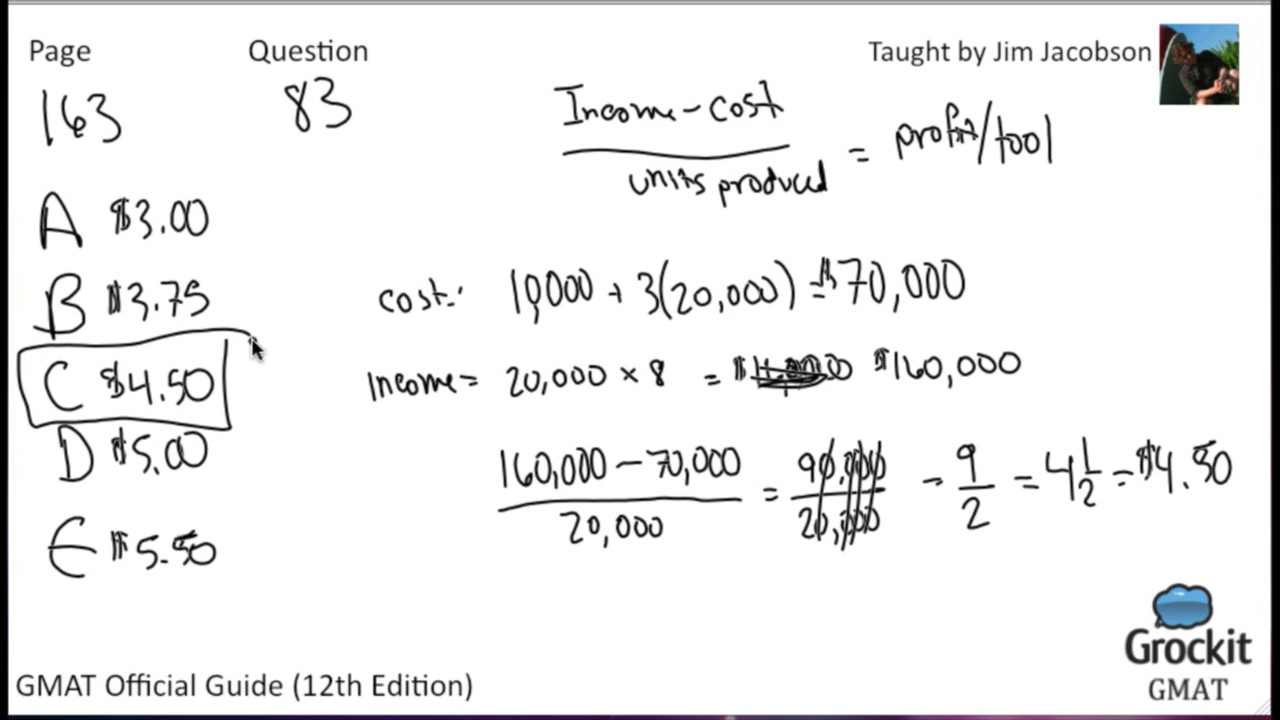 Page Question Taught by Jim Jacobson
163 83
Income - cost
units produced
= profit/tool
A $3.00
B $3.75
C $4.50
D $5.00
E $5.50
cost: 10,000 + 3(20,000) = $70,000
Income = 20,000 × 8 = $160,000
160,000 - 70,000
20,000
= 90,000
20,000
- 9
2
= 4 1/2 = $4.50
GMAT Official Guide (12th Edition)
Grockit
GMAT